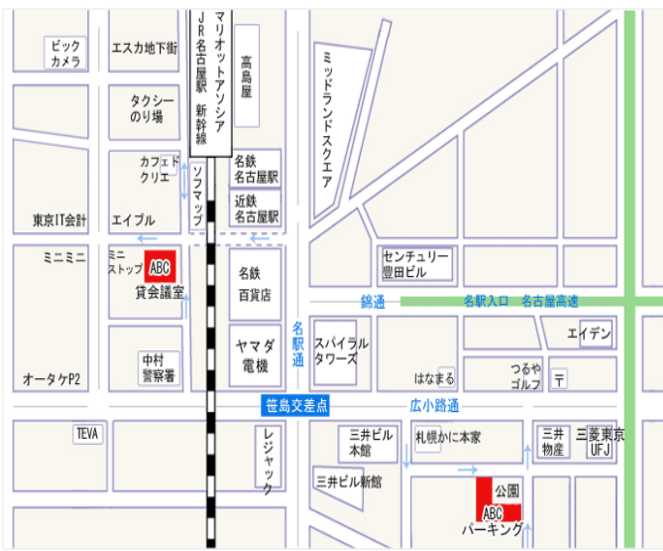 ビック
カメラ
エスカ地下街
JR名古屋駅 新幹線
マリオットアソシア
高島屋
ミッドランドスクエア
タクシー
のり場
カフェド
クリエ
ソフマップ
名鉄
名古屋駅
近鉄
名古屋駅
東京IT会計
エイブル
ミニミニ
ミニ
ストップ
ABC
貸会議室
名鉄
百貨店
センチュリー
豊田ビル
錦通
名駅入口 名古屋高速
名駅通
ヤマダ
電機
スパイラル
タワーズ
エイデン
中村
警察署
オータケP2
はなまる
つるや
ゴルフ
〒
笹島交差点
広小路通
TEVA
レジャック
三井ビル
本館
札幌かに本家
三井
物産
三菱東京
UFJ
三井ビル新館
公園
ABC
パーキング